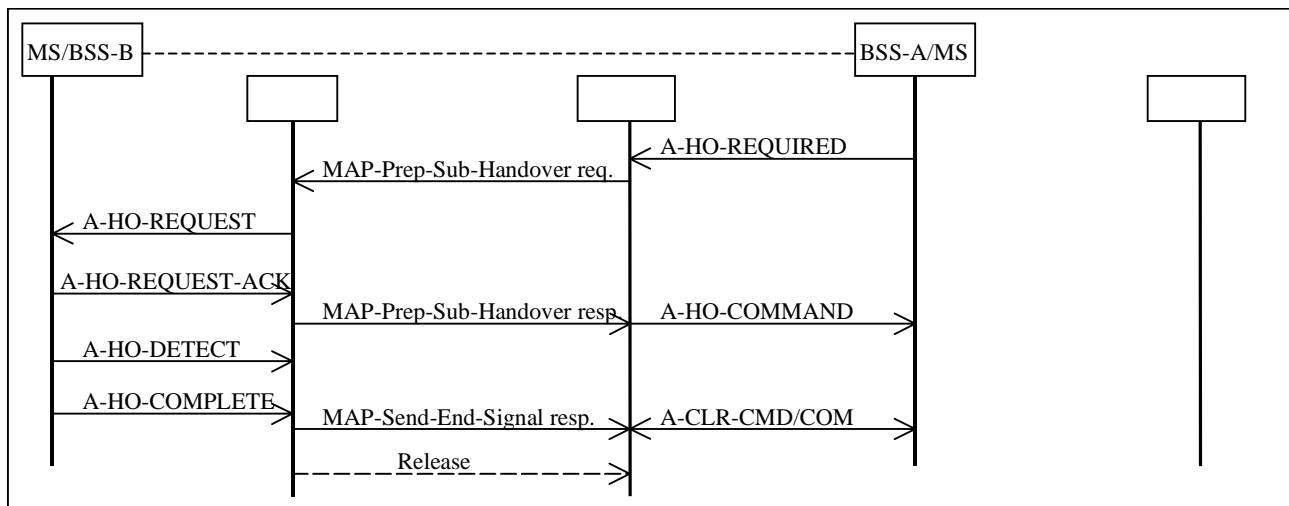 MS/BSS-B
BSS-A/MS
A-HO-REQUIRED
MAP-Prep-Sub-Handover req.
A-HO-REQUEST
A-HO-REQUEST-ACK
MAP-Prep-Sub-Handover resp.
A-HO-COMMAND
A-HO-DETECT
A-HO-COMPLETE
MAP-Send-End-Signal resp.
A-CLR-CMD/COM
Release